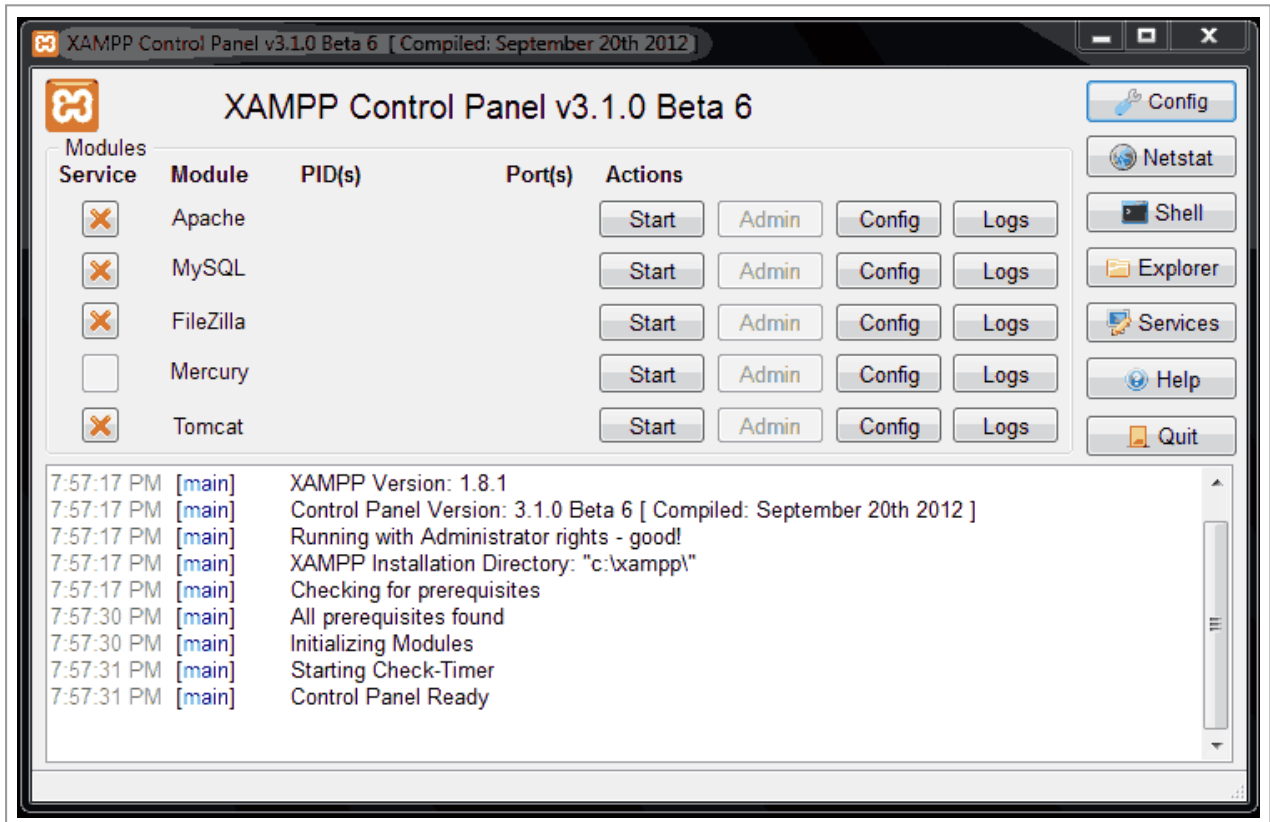 XAMPP Control Panel v3.1.0 Beta 6 [ Compiled: September 20th 2012 ]
XAMPP Control Panel v3.1.0 Beta 6
Config
Modules
Netstat
Service Module PID(s) Port(s) Actions
Apache Start Admin Config Logs
Shell
MySQL Start Admin Config Logs
Explorer
FileZilla Start Admin Config Logs
Services
Mercury Start Admin Config Logs
Help
Tomcat Start Admin Config Logs
Quit
7:57:17 PM [main] XAMPP Version: 1.8.1
7:57:17 PM [main] Control Panel Version: 3.1.0 Beta 6 [ Compiled: September 20th 2012 ]
7:57:17 PM [main] Running with Administrator rights - good!
7:57:17 PM [main] XAMPP Installation Directory: "c:\xampp\"
7:57:17 PM [main] Checking for prerequisites
7:57:30 PM [main] All prerequisites found
7:57:30 PM [main] Initializing Modules
7:57:31 PM [main] Starting Check-Timer
7:57:31 PM [main] Control Panel Ready